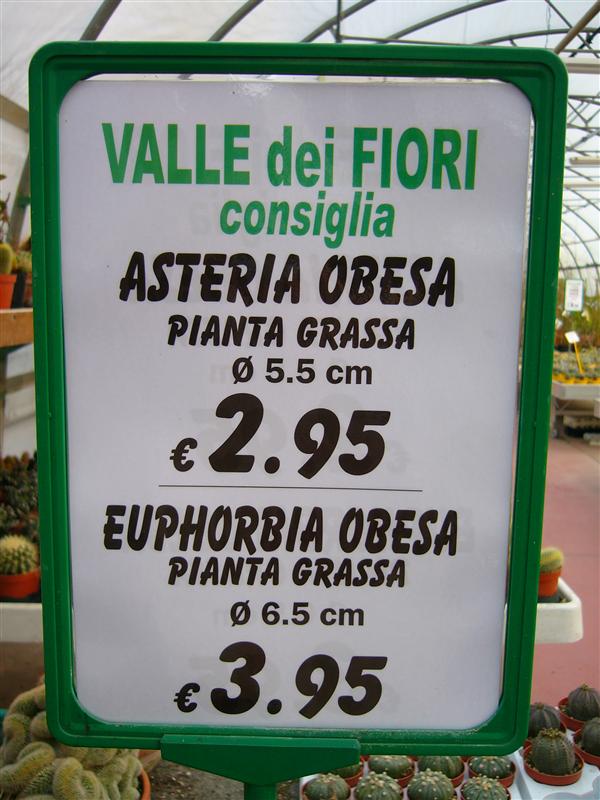 VALLE dei FIORI
consiglia
ASTERIA OBESA
PIANTA GRASSA
Ø 5.5 cm
€ 2.95
EUPHORBIA OBESA
PIANTA GRASSA
Ø 6.5 cm
€ 3.95